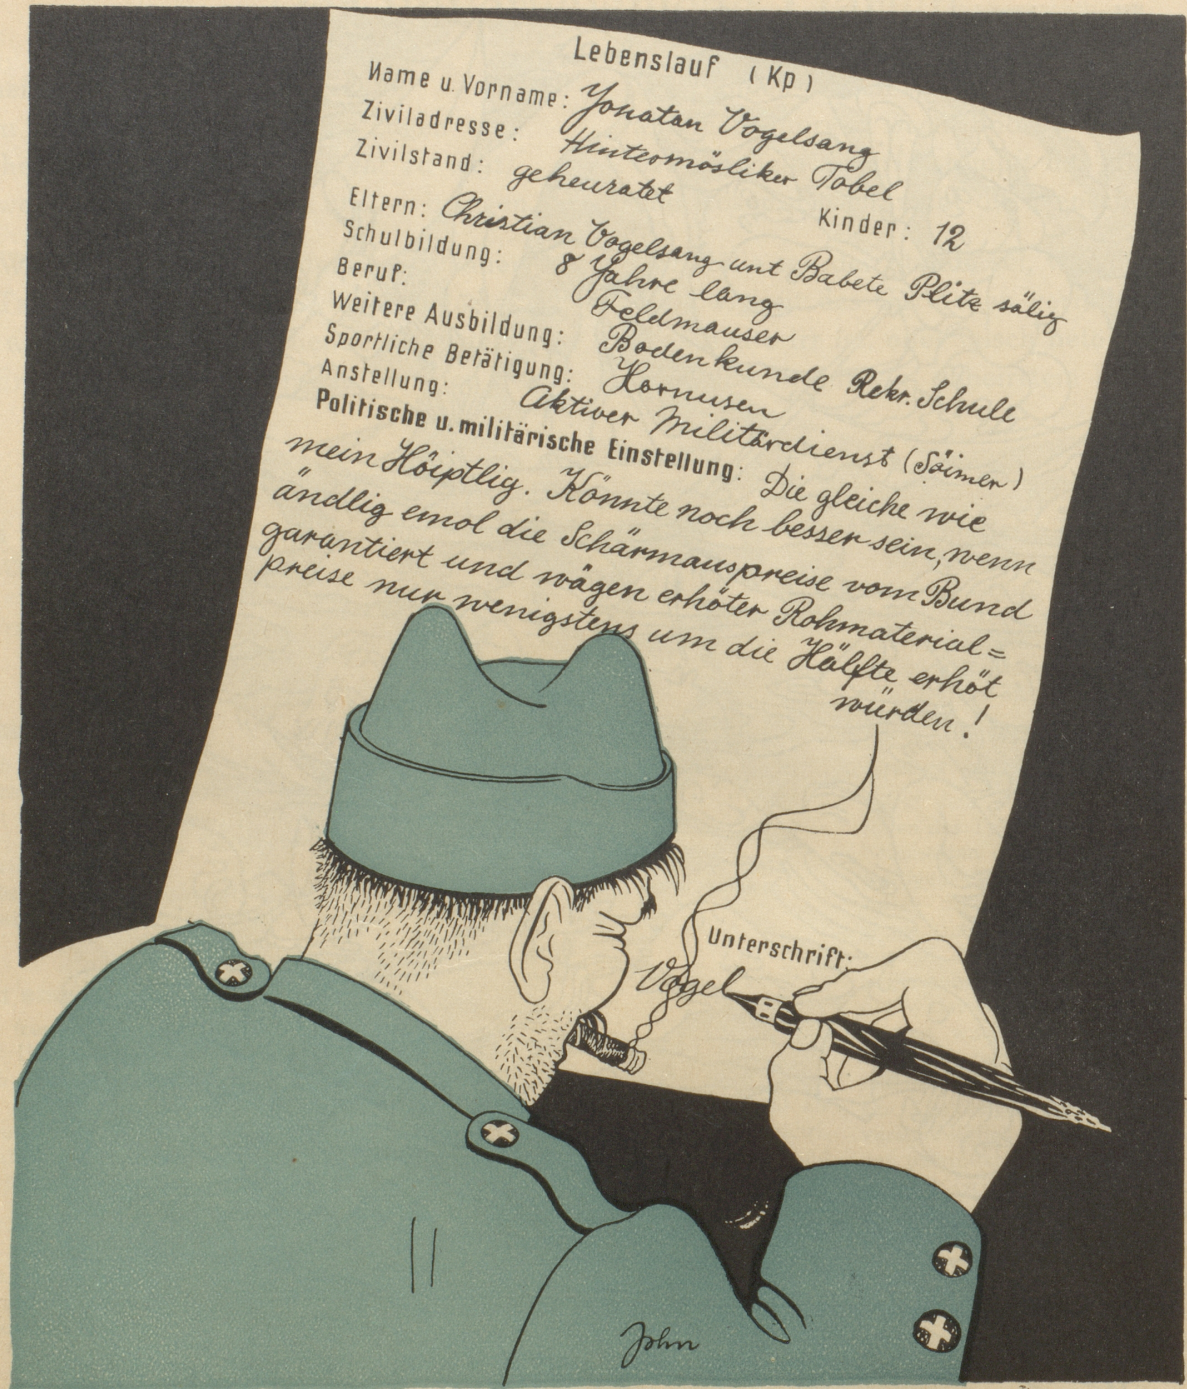 Lebenslauf (Kp)
Name u. Vorname: Yonatan Vogelsang
Ziviladresse: Hintermösliker Tobel
Zivilstand: geheuratet Kinder: 12
Eltern: Christian Vogelsang unt Babete Plitz sälig
Schulbildung: 8 Jahre lang
Beruf: Feldmauser
Weitere Ausbildung: Bodenkunde Rekr. Schule
Sportliche Betätigung: Hornusen
Anstellung: Aktiver Militärdienst (Söimer)
Politische u. militärische Einstellung: Die gleiche wie
mein Höiptlig. Könnte noch besser sein, wenn
ändlig emol die Schärmauspreise vom Bund
garantiert und wägen erhöter Rohmaterial=
preise nur wenigstens um die Hälfte erhöt
würden!
Unterschrift:
Vogel
John